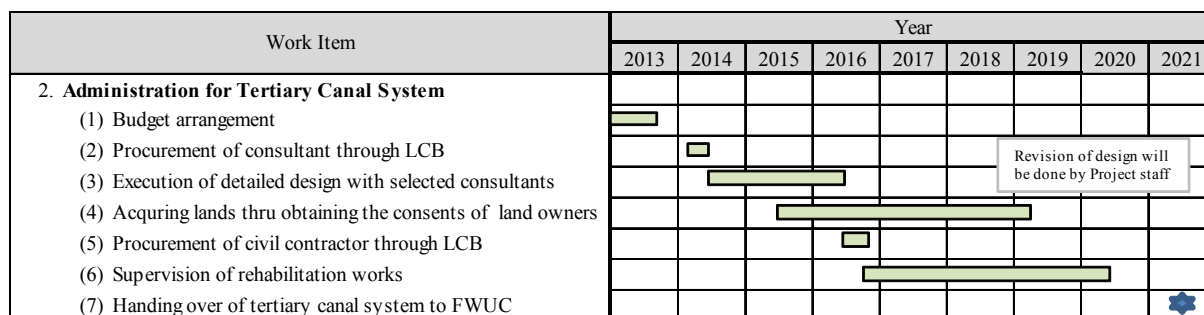 Work Item
Year
2013 2014 2015 2016 2017 2018 2019 2020 2021
2. Administration for Tertiary Canal System
(1) Budget arrangement
(2) Procurement of consultant through LCB
(3) Execution of detailed design with selected consultants
(4) Acquring lands thru obtaining the consents of land owners
(5) Procurement of civil contractor through LCB
(6) Supervision of rehabilitation works
(7) Handing over of tertiary canal system to FWUC
Revision of design will
be done by Project staff